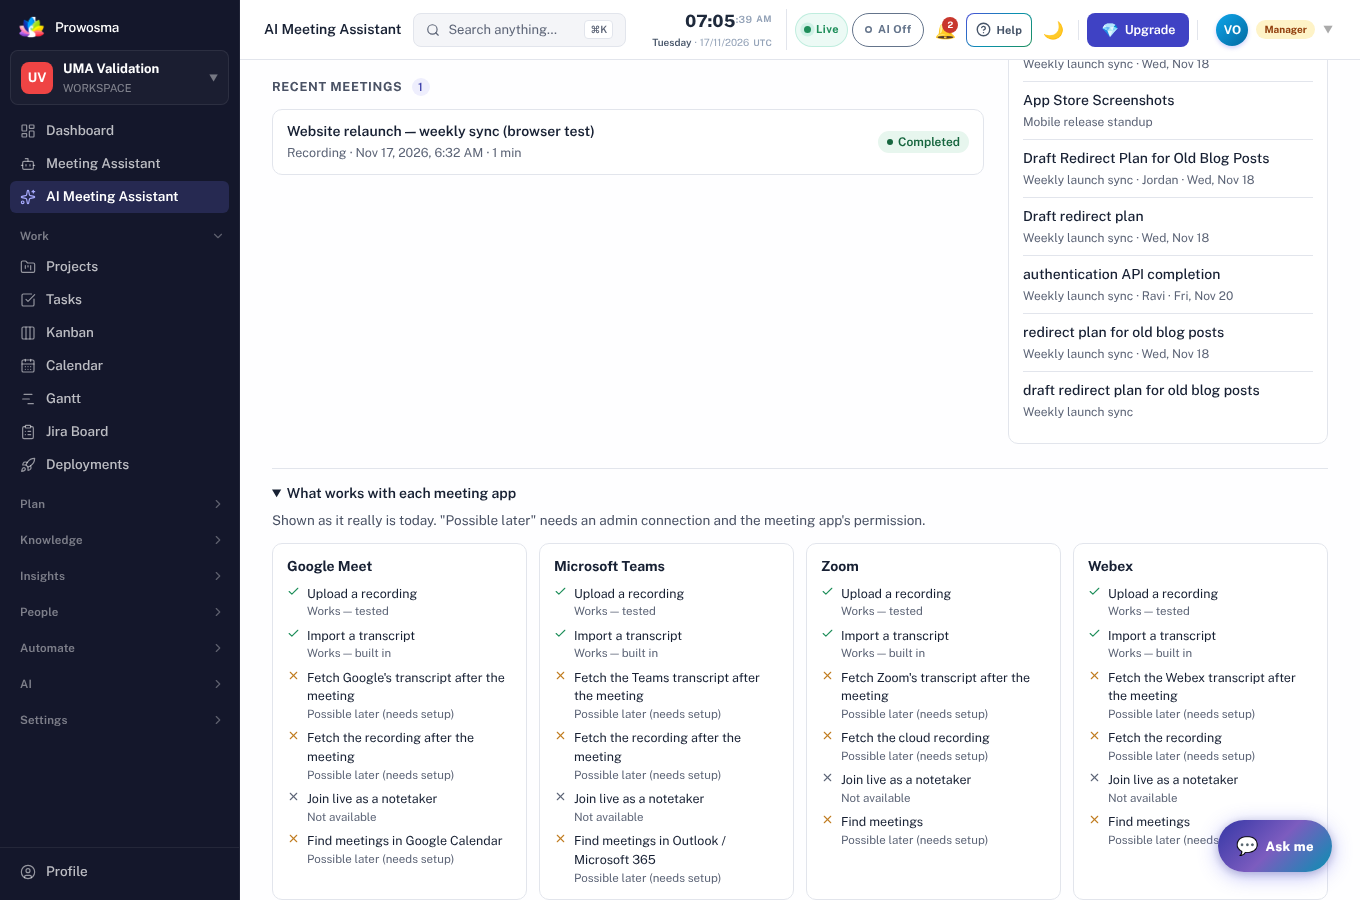 Prowosma
UV
UMA Validation
WORKSPACE
Dashboard
Meeting Assistant
AI Meeting Assistant
Work
Projects
Tasks
Kanban
Calendar
Gantt
Jira Board
Deployments
Plan
Knowledge
Insights
People
Automate
AI
Settings
Profile
AI Meeting Assistant
Search anything...
⌘K
07:05:39 AM
Tuesday · 17/11/2026 UTC
Live
AI Off
2
Help
Upgrade
VO
Manager
RECENT MEETINGS 1
Website relaunch — weekly sync (browser test)
Recording · Nov 17, 2026, 6:32 AM · 1 min
Completed
Weekly launch sync · Wed, Nov 18
App Store Screenshots
Mobile release standup
Draft Redirect Plan for Old Blog Posts
Weekly launch sync · Jordan · Wed, Nov 18
Draft redirect plan
Weekly launch sync · Wed, Nov 18
authentication API completion
Weekly launch sync · Ravi · Fri, Nov 20
redirect plan for old blog posts
Weekly launch sync · Wed, Nov 18
draft redirect plan for old blog posts
Weekly launch sync
What works with each meeting app
Shown as it really is today. "Possible later" needs an admin connection and the meeting app's permission.
Google Meet
Upload a recording
Works — tested
Import a transcript
Works — built in
Fetch Google's transcript after the
meeting
Possible later (needs setup)
Fetch the recording after the
meeting
Possible later (needs setup)
Join live as a notetaker
Not available
Find meetings in Google Calendar
Possible later (needs setup)
Microsoft Teams
Upload a recording
Works — tested
Import a transcript
Works — built in
Fetch the Teams transcript after
the meeting
Possible later (needs setup)
Fetch the recording after the
meeting
Possible later (needs setup)
Join live as a notetaker
Not available
Find meetings in Outlook /
Microsoft 365
Possible later (needs setup)
Zoom
Upload a recording
Works — tested
Import a transcript
Works — built in
Fetch Zoom's transcript after the
meeting
Possible later (needs setup)
Fetch the cloud recording
Possible later (needs setup)
Join live as a notetaker
Not available
Find meetings
Possible later (needs setup)
Webex
Upload a recording
Works — tested
Import a transcript
Works — built in
Fetch the Webex transcript after
the meeting
Possible later (needs setup)
Fetch the recording
Possible later (needs setup)
Join live as a notetaker
Not available
Find meetings
Possible later (needs
Ask me